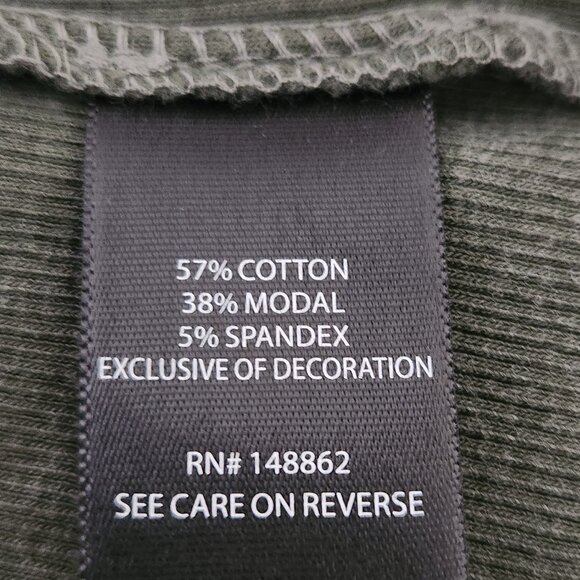 57% COTTON
38% MODAL
5% SPANDEX
EXCLUSIVE OF DECORATION
RN# 148862
SEE CARE ON REVERSE